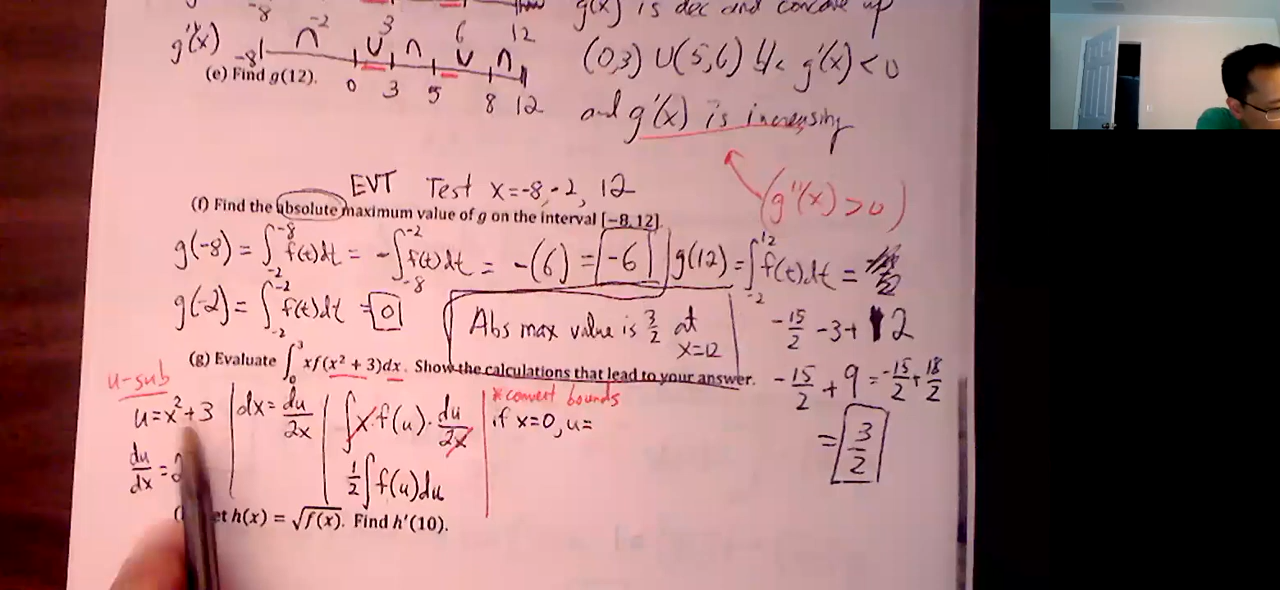 g(x) is dec and concave up
g'(x) -8 -2 3 6 12
-8 0 3 5 8 12
(0,3) U (5,6) b/c g'(x) < 0
(e) Find g(12).
and g'(x) is increasing
(g''(x) > 0)
EVT Test x = -8, -2, 12
(f) Find the absolute maximum value of g on the interval [−8, 12].
g(-8) = ∫_{-2}^{-8} f(t)dt = -∫_{-8}^{-2} f(t)dt = -(6) = -6
g(12) = ∫_{-2}^{12} f(t)dt =
g(-2) = ∫_{-2}^{-2} f(t)dt = 0
Abs max value is 3/2 at
x=12
-15/2 - 3 + 12
-15/2 + 9 = -15/2 + 18/2
= 3/2
(g) Evaluate ∫_0^3 xf(x² + 3)dx. Show the calculations that lead to your answer.
u-sub
u = x² + 3
du/dx = 2
dx = du/2x
∫ x · f(u) · du/2x
1/2 ∫ f(u) du
*convert bounds
if x=0, u=
et h(x) = √f(x). Find h'(10).